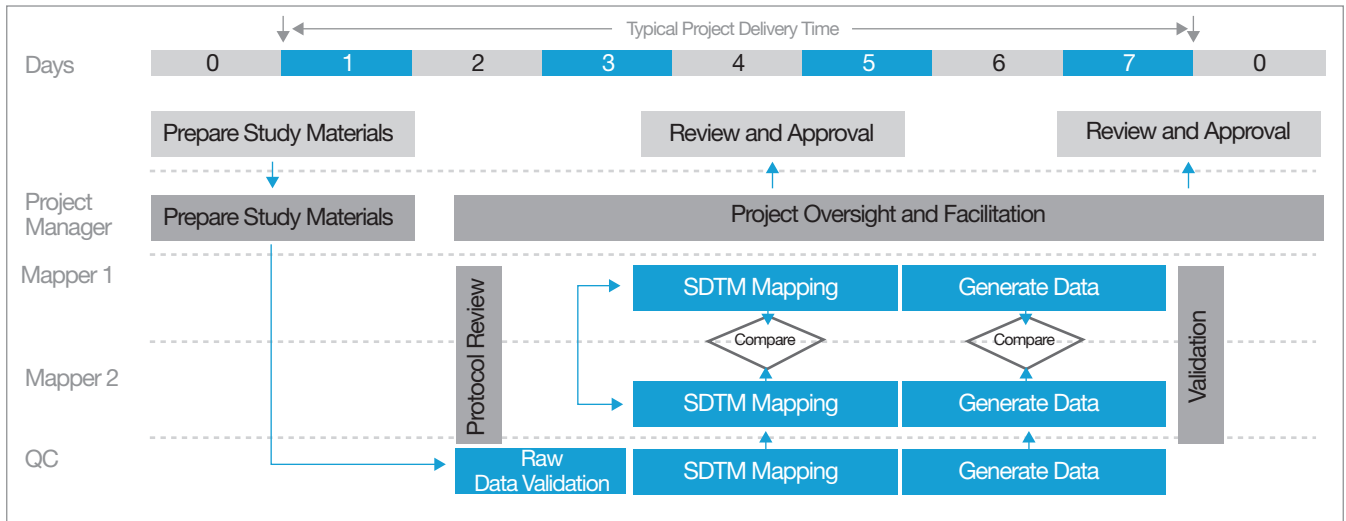 Typical Project Delivery Time
Days 0 1 2 3 4 5 6 7 0
Prepare Study Materials Review and Approval Review and Approval
Project
Manager
Prepare Study Materials Project Oversight and Facilitation
Mapper 1
Protocol Review
SDTM Mapping Generate Data
Validation
Compare Compare
Mapper 2
SDTM Mapping Generate Data
QC
Raw
Data Validation
SDTM Mapping Generate Data